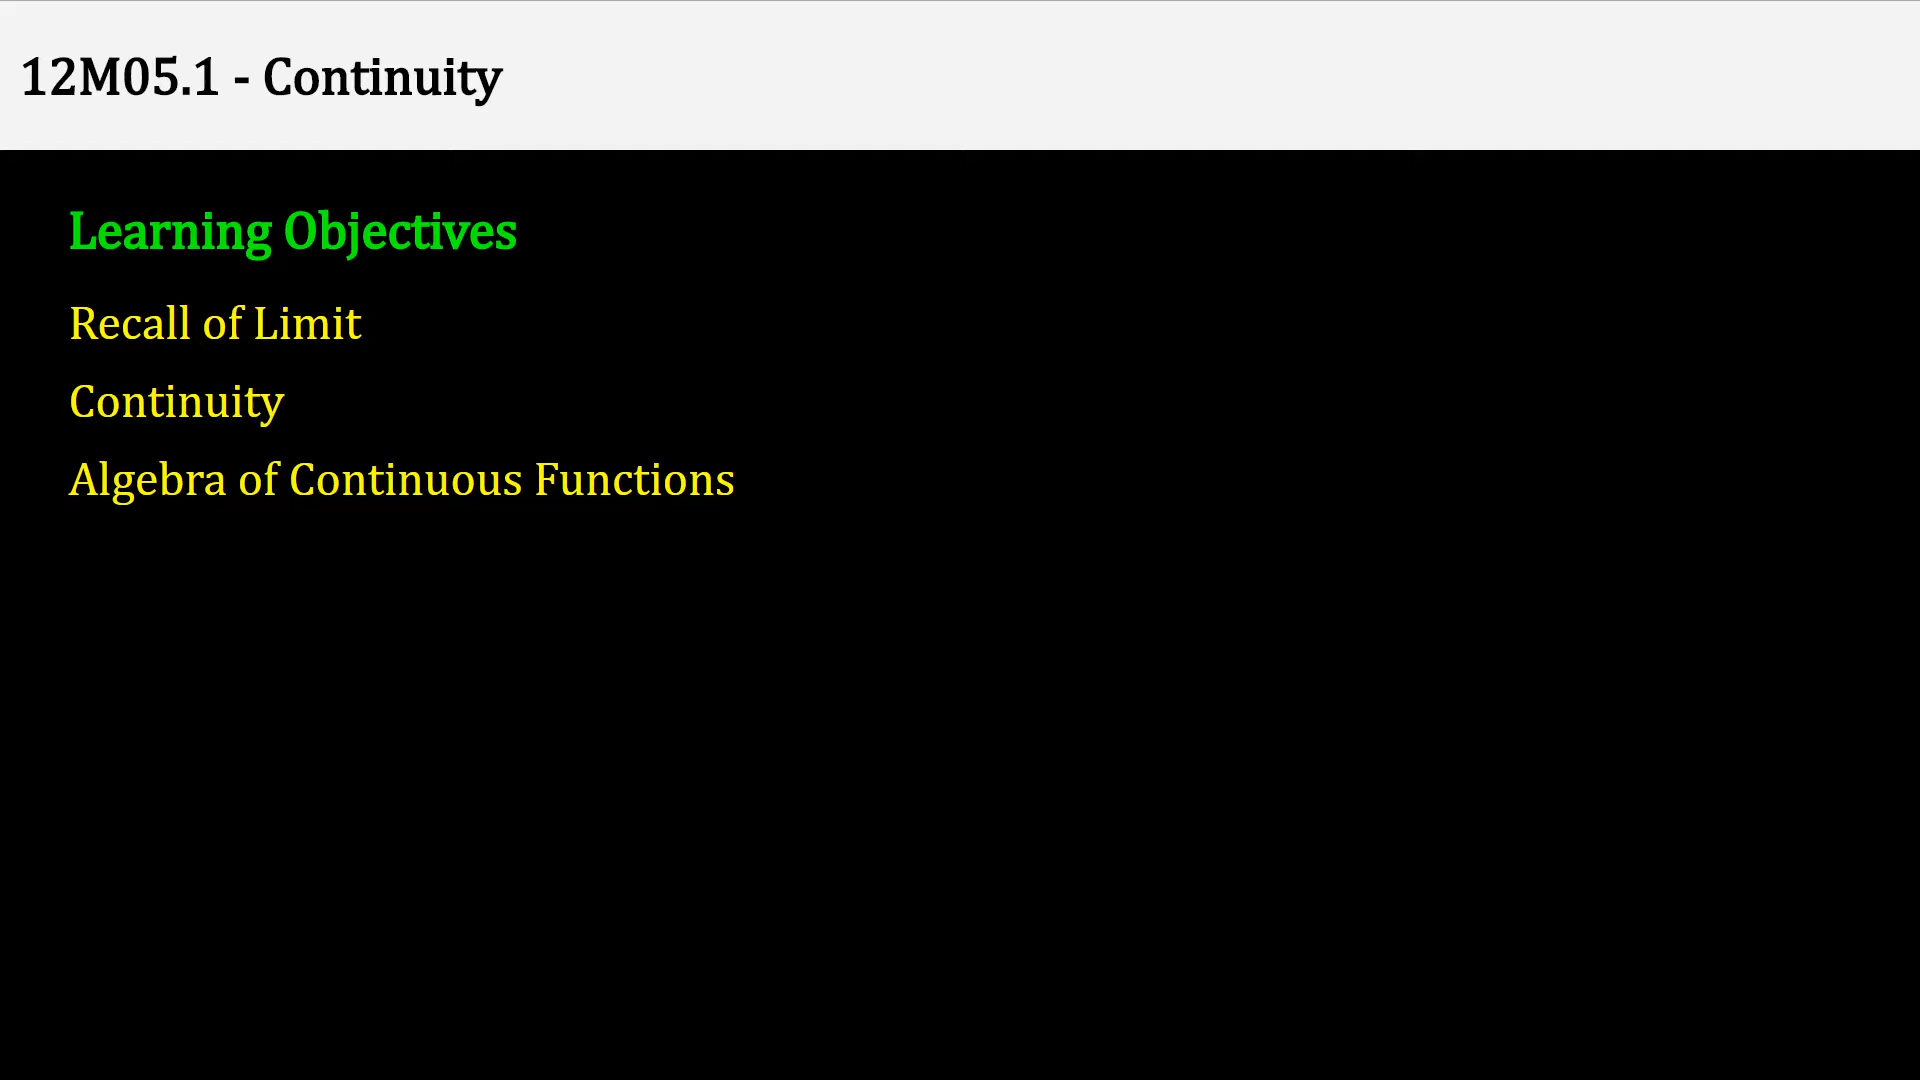 12M05.1 - Continuity
Learning Objectives
Recall of Limit
Continuity
Algebra of Continuous Functions